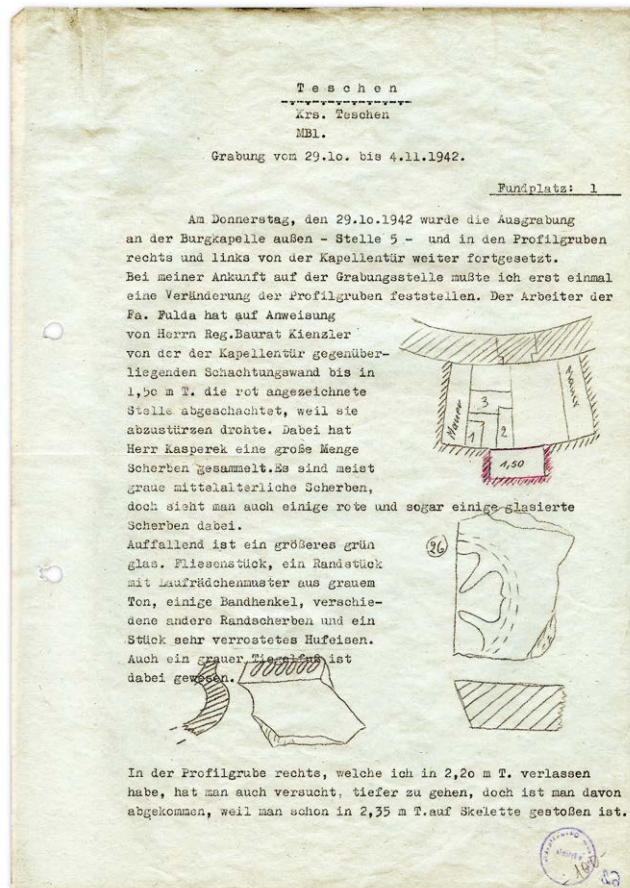 Teschen
Krs. Teschen
MBl.
Grabung vom 29.1o. bis 4.11.1942.
Fundplatz: 1
Am Donnerstag, den 29.1o.1942 wurde die Ausgrabung
an der Burgkapelle außen - Stelle 5 - und in den Profilgruben
rechts und links von der Kapellentür weiter fortgesetzt.
Bei meiner Ankunft auf der Grabungsstelle mußte ich erst einmal
eine Veränderung der Profilgruben feststellen. Der Arbeiter der
Fa. Fulda hat auf Anweisung
von Herrn Reg.Baurat Kienzler
von der der Kapellentür gegenüber-
liegenden Schachtungswand bis in
1,5o m T. die rot angezeichnete
Stelle abgeschachtet, weil sie
abzustürzen drohte. Dabei hat
Herr Kasperek eine große Menge
Scherben gesammelt.Es sind meist
graue mittelalterliche Scherben,
doch sieht man auch einige rote und sogar einige glasierte
Scherben dabei.
Auffallend ist ein größeres grün
glas. Fliesenstück, ein Randstück
mit Laufrädchenmuster aus grauem
Ton, einige Bandhenkel, verschie-
dene andere Randscherben und ein
Stück sehr verrostetes Hufeisen.
Auch ein grauer Tiegelfuß ist
dabei gewesen.
Mauer
3
1
2
Mauer
1,50
26
In der Profilgrube rechts, welche ich in 2,2o m T. verlassen
habe, hat man auch versucht, tiefer zu gehen, doch ist man davon
abgekommen, weil man schon in 2,35 m T.auf Skelette gestoßen ist.